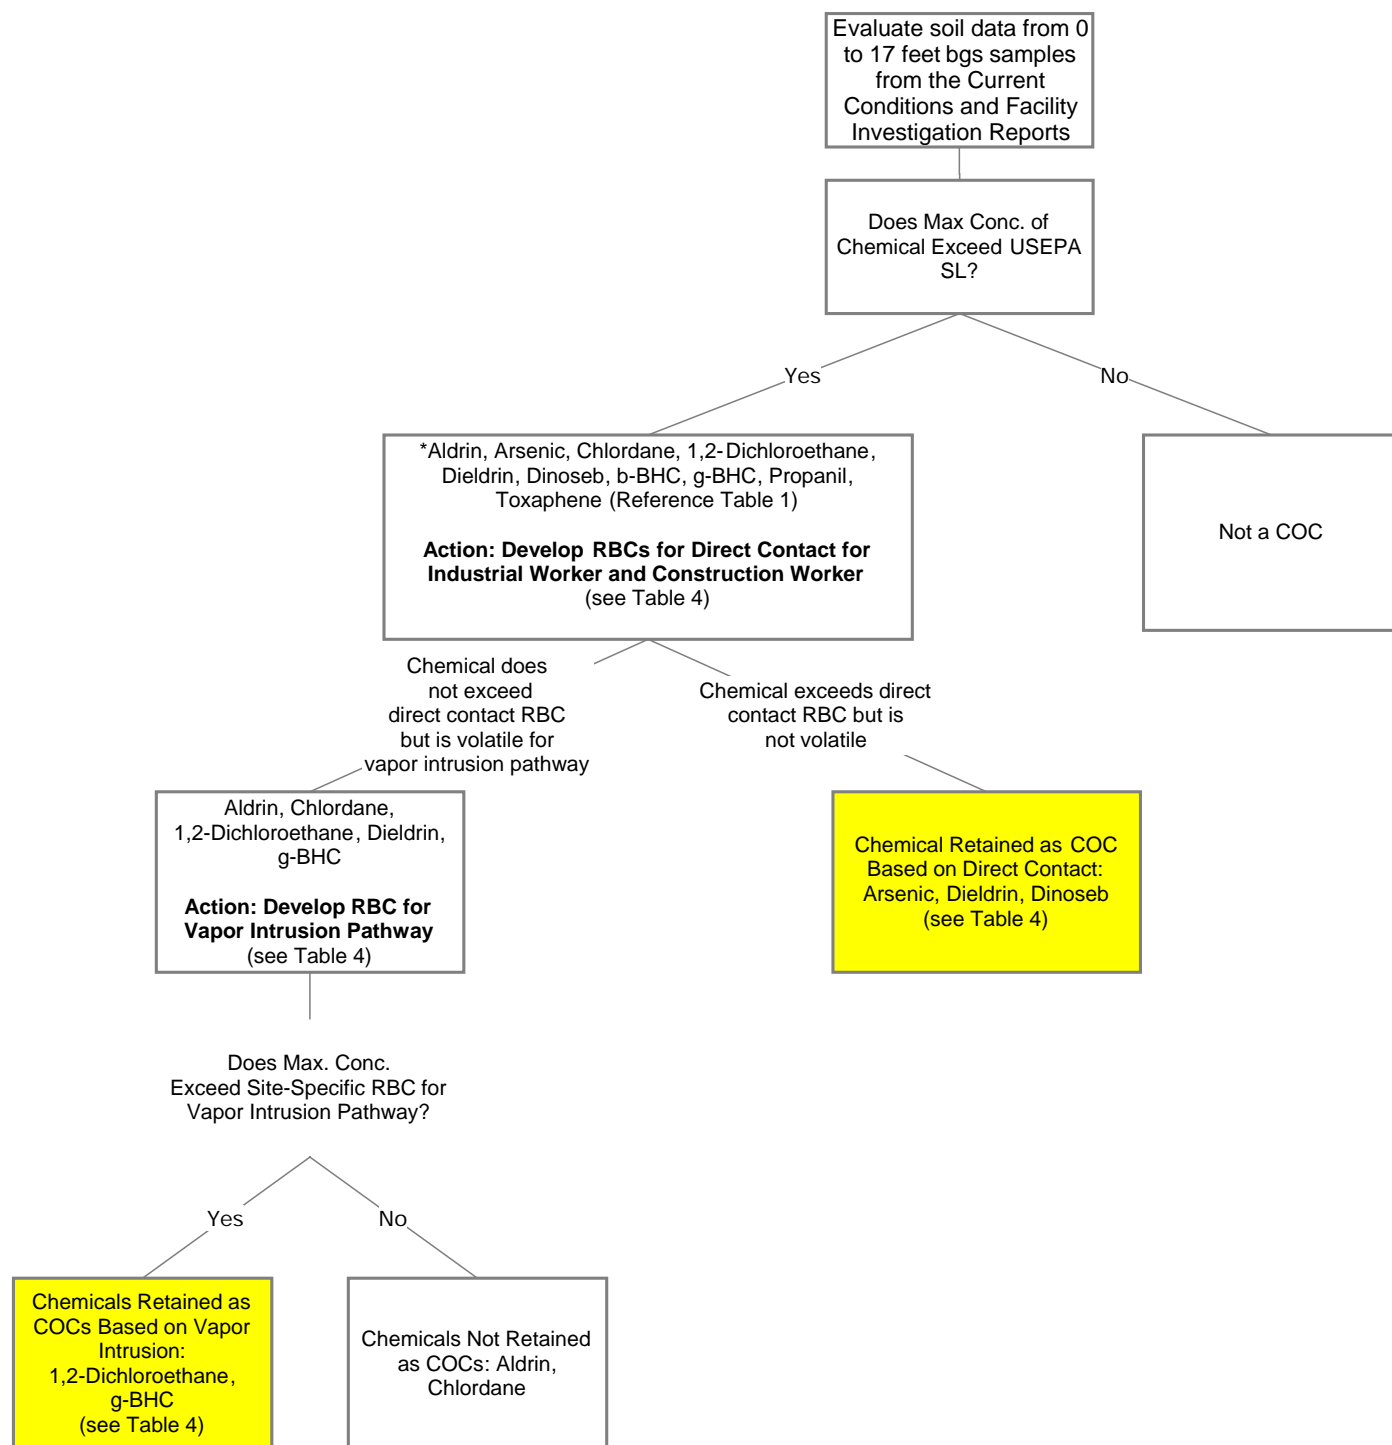 Evaluate soil data from 0
to 17 feet bgs samples
from the Current
Conditions and Facility
Investigation Reports
Does Max Conc. of
Chemical Exceed USEPA
SL?
Yes
No
*Aldrin, Arsenic, Chlordane, 1,2-Dichloroethane,
Dieldrin, Dinoseb, b-BHC, g-BHC, Propanil,
Toxaphene (Reference Table 1)
Action: Develop RBCs for Direct Contact for
Industrial Worker and Construction Worker
(see Table 4)
Not a COC
Chemical does
not exceed
direct contact RBC
but is volatile for
vapor intrusion pathway
Chemical exceeds direct
contact RBC but is
not volatile
Aldrin, Chlordane,
1,2-Dichloroethane, Dieldrin,
g-BHC
Action: Develop RBC for
Vapor Intrusion Pathway
(see Table 4)
Chemical Retained as COC
Based on Direct Contact:
Arsenic, Dieldrin, Dinoseb
(see Table 4)
Does Max. Conc.
Exceed Site-Specific RBC for
Vapor Intrusion Pathway?
Yes
No
Chemicals Retained as
COCs Based on Vapor
Intrusion:
1,2-Dichloroethane,
g-BHC
(see Table 4)
Chemicals Not Retained
as COCs: Aldrin,
Chlordane